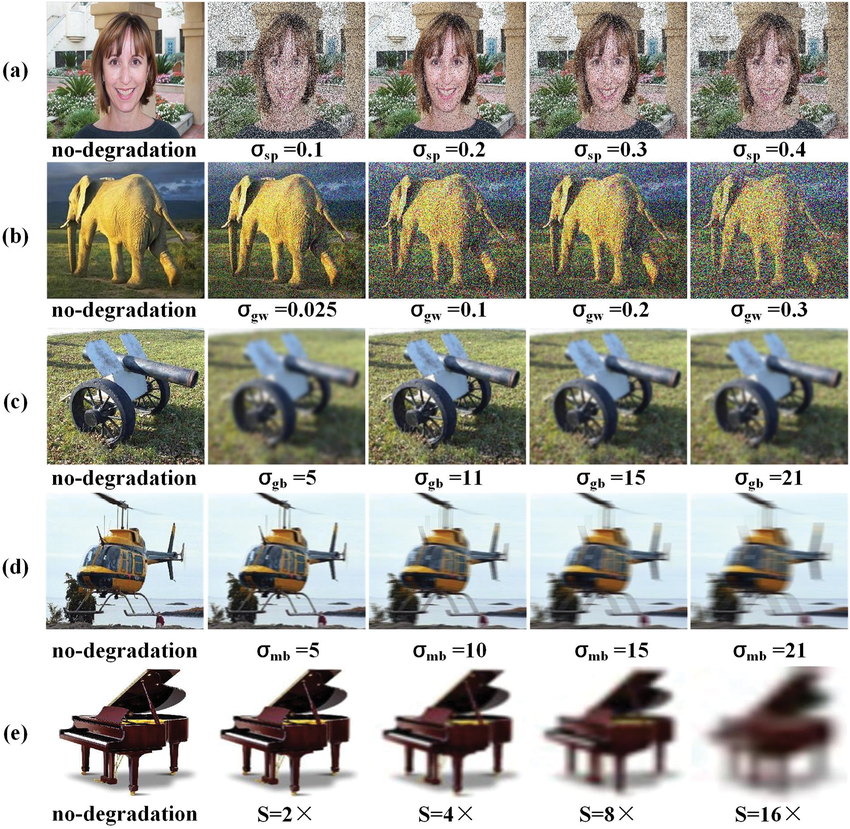 (a)
no-degradation σsp =0.1 σsp =0.2 σsp =0.3 σsp =0.4
(b)
no-degradation σgw =0.025 σgw =0.1 σgw =0.2 σgw =0.3
(c)
no-degradation σgb =5 σgb =11 σgb =15 σgb =21
(d)
no-degradation σmb =5 σmb =10 σmb =15 σmb =21
(e)
no-degradation S=2× S=4× S=8× S=16×